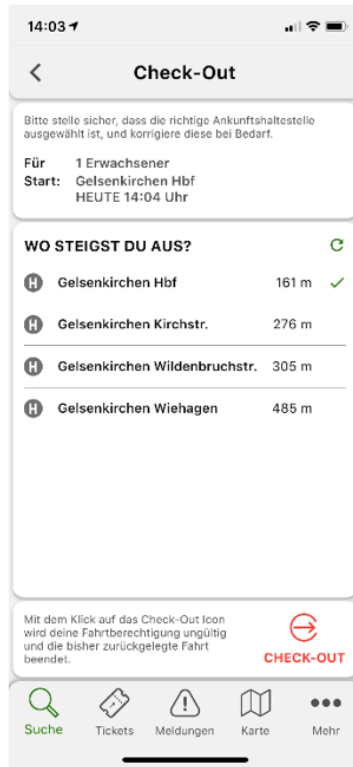 14:03
Check-Out
Bitte stelle sicher, dass die richtige Ankunftshaltestelle
ausgewählt ist, und korrigiere diese bei Bedarf.
Für 1 Erwachsener
Start: Gelsenkirchen Hbf
HEUTE 14:04 Uhr
WO STEIGST DU AUS?
H Gelsenkirchen Hbf 161 m
H Gelsenkirchen Kirchstr. 276 m
H Gelsenkirchen Wildenbruchstr. 305 m
H Gelsenkirchen Wiehagen 485 m
Mit dem Klick auf das Check-Out Icon
wird deine Fahrtberechtigung ungültig
und die bisher zurückgelegte Fahrt
beendet.
CHECK-OUT
Suche Tickets Meldungen Karte Mehr